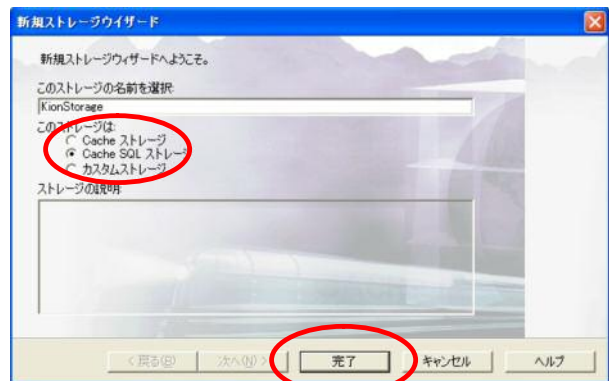 新規ストレージウィザード
新規ストレージウィザードへようこそ。
このストレージの名前を選択:
KionStorage
このストレージは:
Cache ストレージ
Cache SQL ストレージ
カスタムストレージ
ストレージの説明:
< 戻る(B) 次へ(N) > 完了 キャンセル ヘルプ